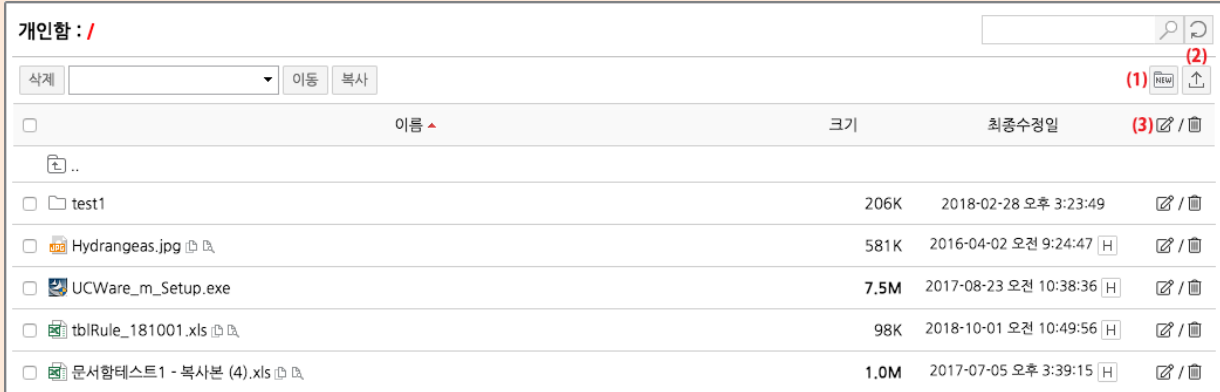 개인함 : /
(2)
삭제 이동 복사 (1) NEW
이름 크기 최종수정일 (3) /
..
test1 206K 2018-02-28 오후 3:23:49 /
JPG Hydrangeas.jpg 581K 2016-04-02 오전 9:24:47 H /
UCWare_m_Setup.exe 7.5M 2017-08-23 오전 10:38:36 H /
tblRule_181001.xls 98K 2018-10-01 오전 10:49:56 H /
문서함테스트1 - 복사본 (4).xls 1.0M 2017-07-05 오후 3:39:15 H /